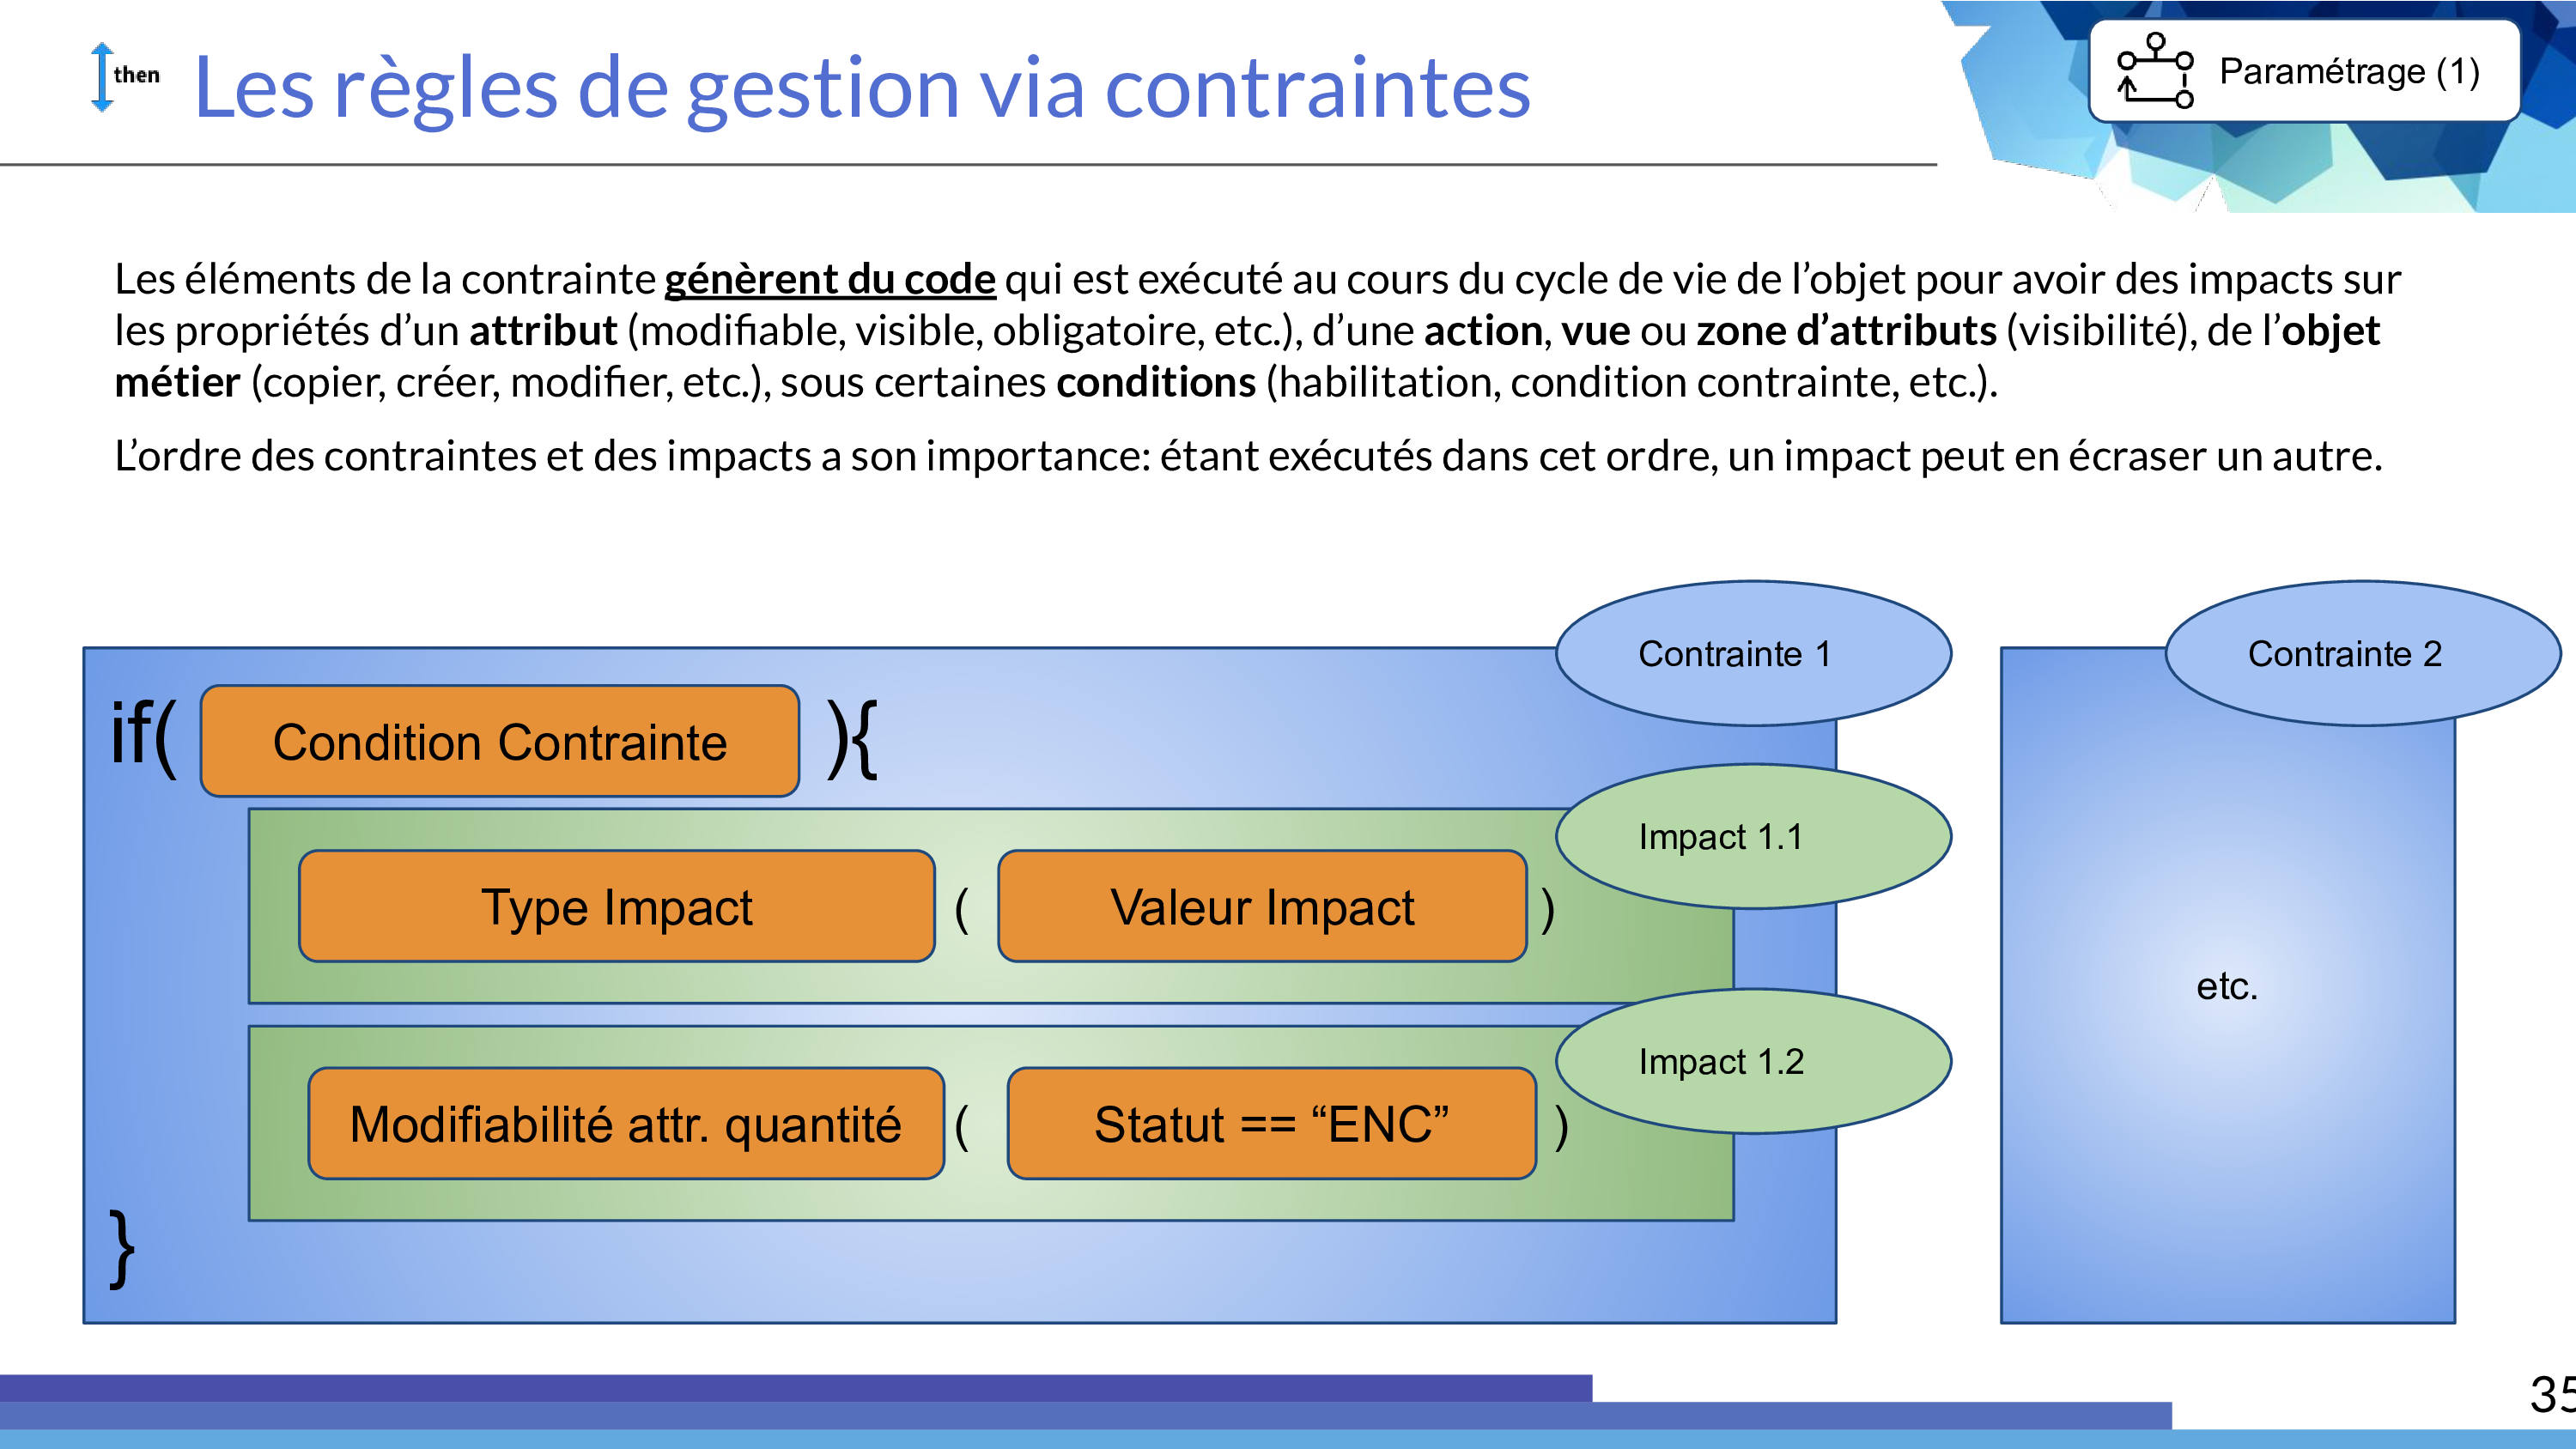 then
Les règles de gestion via contraintes
Paramétrage (1)
Les éléments de la contrainte génèrent du code qui est exécuté au cours du cycle de vie de l’objet pour avoir des impacts sur
les propriétés d’un attribut (modifiable, visible, obligatoire, etc.), d’une action, vue ou zone d’attributs (visibilité), de l’objet
métier (copier, créer, modifier, etc.), sous certaines conditions (habilitation, condition contrainte, etc.).
L’ordre des contraintes et des impacts a son importance: étant exécutés dans cet ordre, un impact peut en écraser un autre.
Contrainte 1
Contrainte 2
if( Condition Contrainte ){
Impact 1.1
Type Impact ( Valeur Impact )
etc.
Impact 1.2
Modifiabilité attr. quantité ( Statut == “ENC” )
}
35